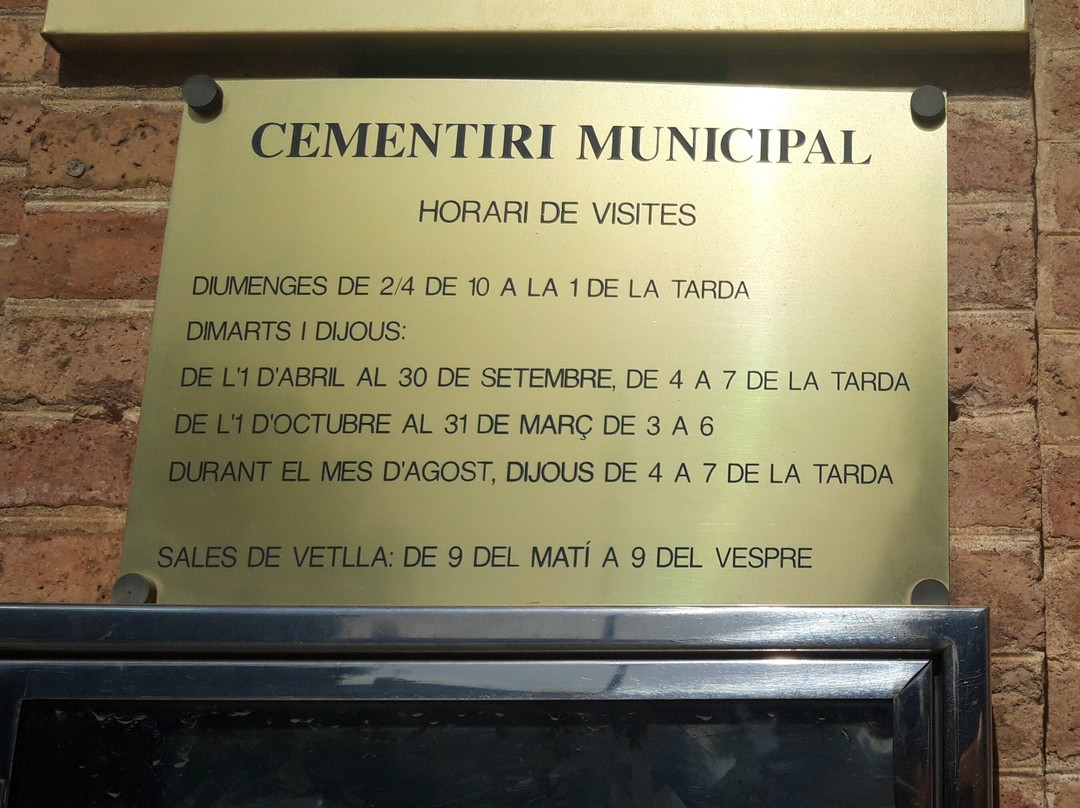 CEMENTIRI MUNICIPAL
HORARI DE VISITES
DIUMENGES DE 2/4 DE 10 A LA 1 DE LA TARDA
DIMARTS I DIJOUS:
DE L'1 D'ABRIL AL 30 DE SETEMBRE, DE 4 A 7 DE LA TARDA
DE L'1 D'OCTUBRE AL 31 DE MARÇ DE 3 A 6
DURANT EL MES D'AGOST, DIJOUS DE 4 A 7 DE LA TARDA
SALES DE VETLLA: DE 9 DEL MATÍ A 9 DEL VESPRE